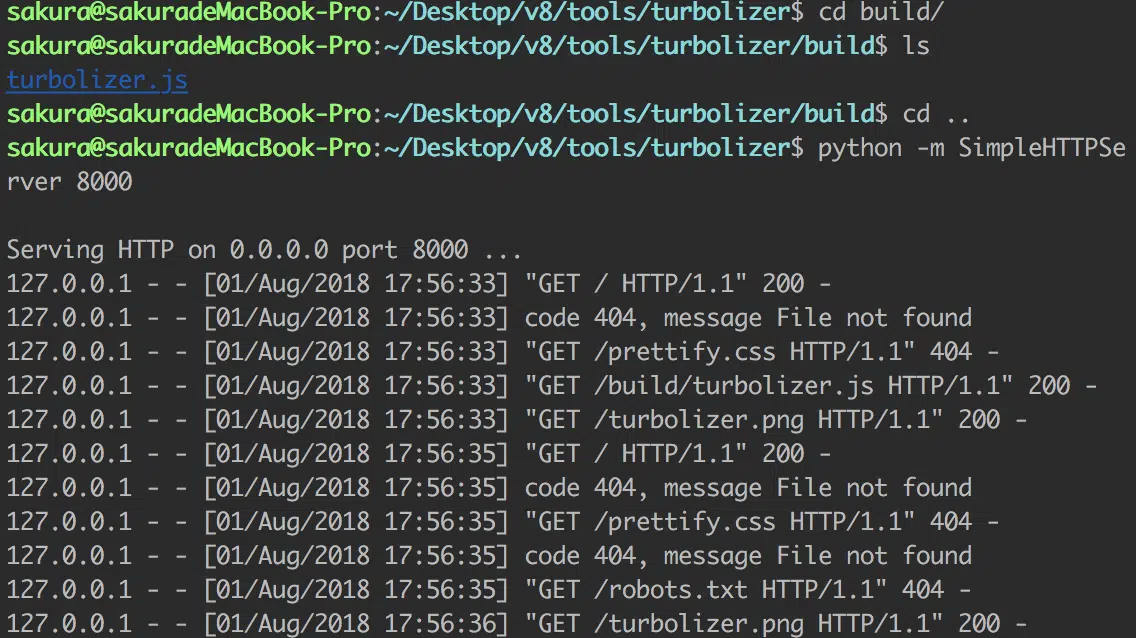 sakura@sakuradeMacBook-Pro:~/Desktop/v8/tools/turbolizer$ cd build/
sakura@sakuradeMacBook-Pro:~/Desktop/v8/tools/turbolizer/build$ ls
turbolizer.js
sakura@sakuradeMacBook-Pro:~/Desktop/v8/tools/turbolizer/build$ cd ..
sakura@sakuradeMacBook-Pro:~/Desktop/v8/tools/turbolizer$ python -m SimpleHTTPSe
rver 8000
Serving HTTP on 0.0.0.0 port 8000 ...
127.0.0.1 - - [01/Aug/2018 17:56:33] "GET / HTTP/1.1" 200 -
127.0.0.1 - - [01/Aug/2018 17:56:33] code 404, message File not found
127.0.0.1 - - [01/Aug/2018 17:56:33] "GET /prettify.css HTTP/1.1" 404 -
127.0.0.1 - - [01/Aug/2018 17:56:33] "GET /build/turbolizer.js HTTP/1.1" 200 -
127.0.0.1 - - [01/Aug/2018 17:56:33] "GET /turbolizer.png HTTP/1.1" 200 -
127.0.0.1 - - [01/Aug/2018 17:56:35] "GET / HTTP/1.1" 200 -
127.0.0.1 - - [01/Aug/2018 17:56:35] code 404, message File not found
127.0.0.1 - - [01/Aug/2018 17:56:35] "GET /prettify.css HTTP/1.1" 404 -
127.0.0.1 - - [01/Aug/2018 17:56:35] code 404, message File not found
127.0.0.1 - - [01/Aug/2018 17:56:35] "GET /robots.txt HTTP/1.1" 404 -
127.0.0.1 - - [01/Aug/2018 17:56:36] "GET /turbolizer.png HTTP/1.1" 200 -